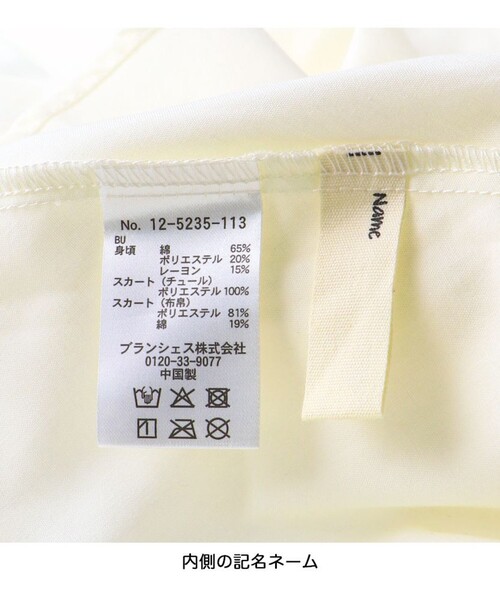 No. 12-5235-113
BU
身頃 綿 65%
ポリエステル 20%
レーヨン 15%
スカート（チュール）
ポリエステル 100%
スカート（布帛）
ポリエステル 81%
綿 19%
ブランシェス株式会社
0120-33-9077
中国製
Name
内側の記名ネーム